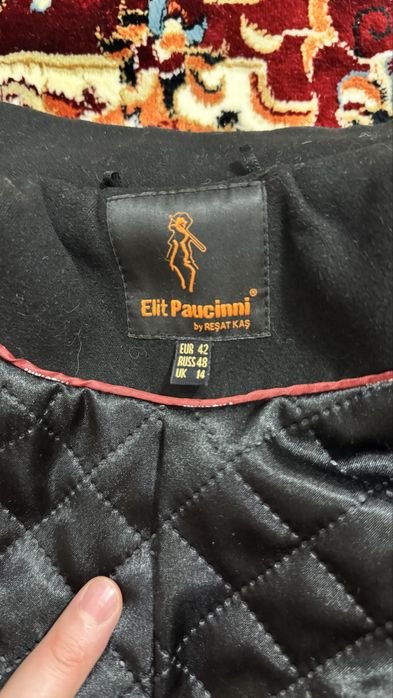 Elit Paucinni®
by REŞAT KAŞ
EUR 42
RUSS 48
UK 14